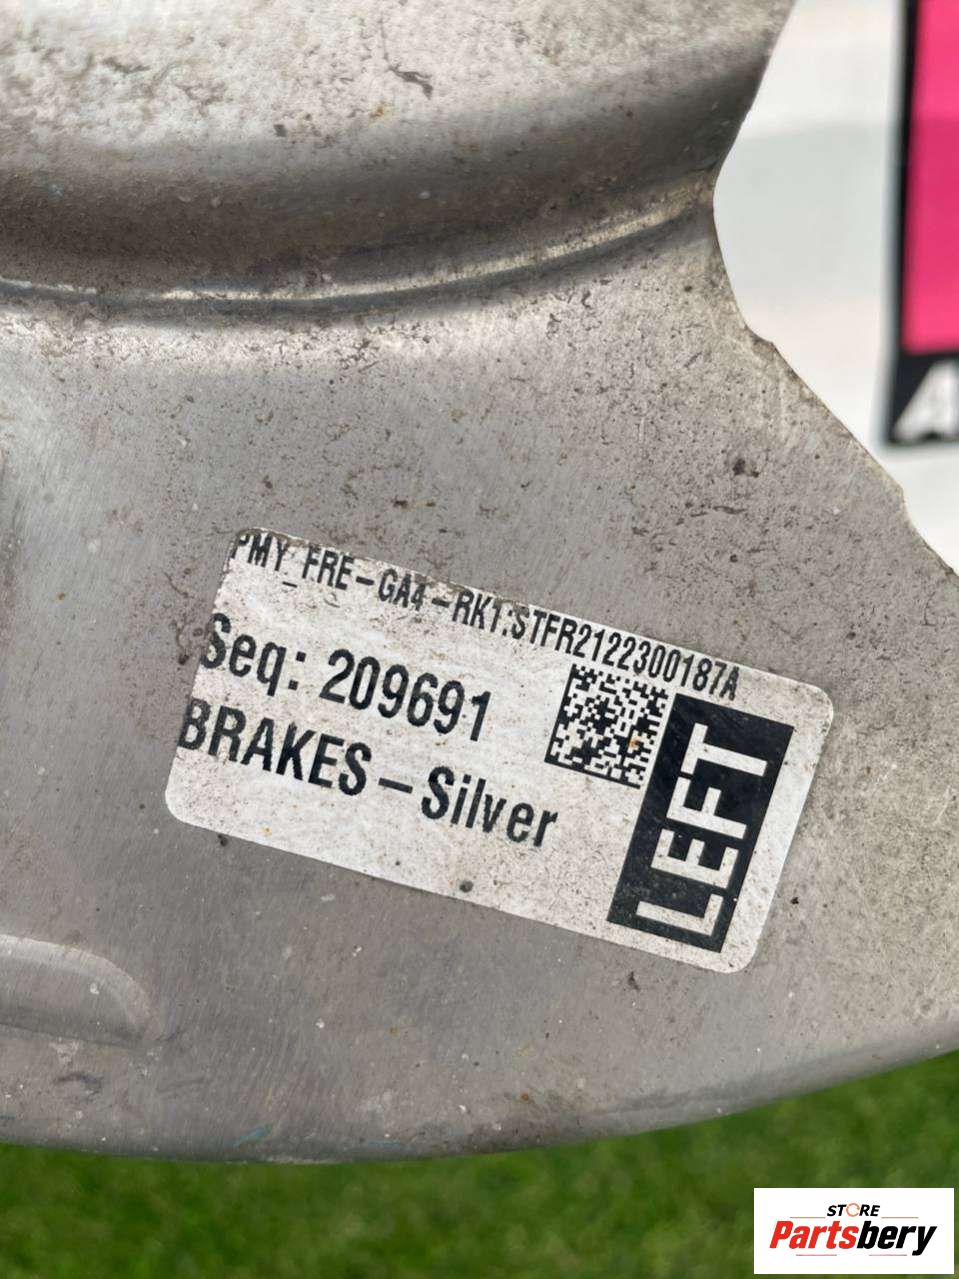 PMY_FRE-GA4-RK1:STFR2122300187A
Seq: 209691
BRAKES-Silver
LEFT
STORE
Partsbery